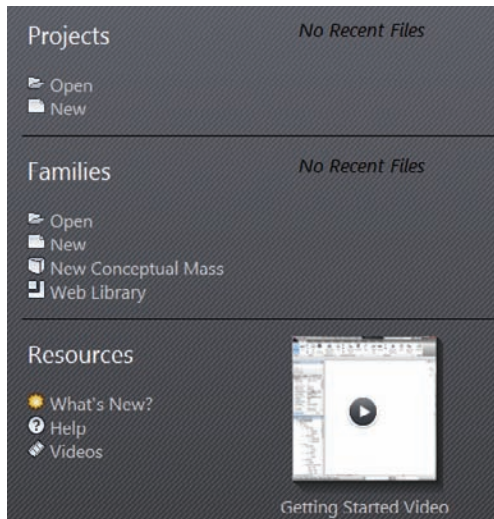 Projects
No Recent Files
Open
New
Families
No Recent Files
Open
New
New Conceptual Mass
Web Library
Resources
What's New?
Help
Videos
Getting Started Video